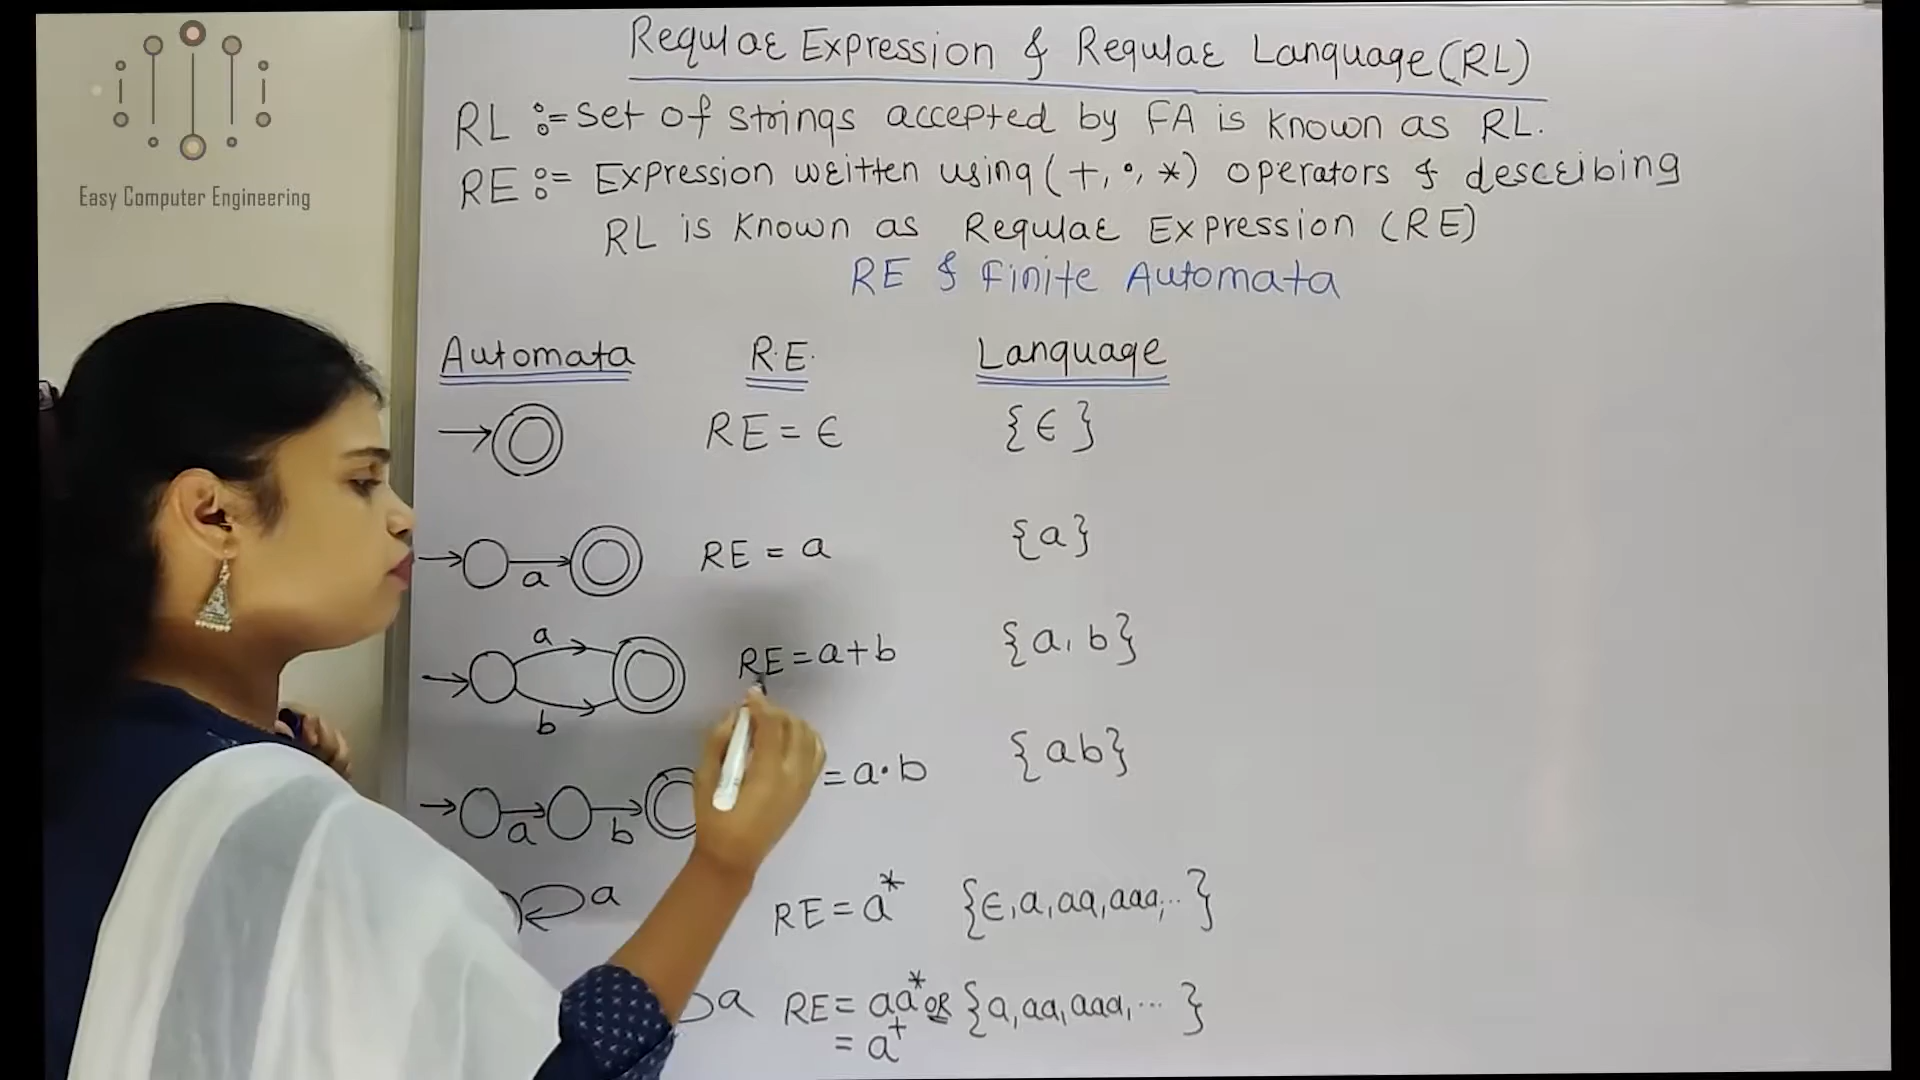 Easy Computer Engineering
Regular Expression & Regular Language (RL)
RL := set of strings accepted by FA is known as RL.
RE := Expression written using (+, •, *) operators & describing
RL is known as Regular Expression (RE)
RE & Finite Automata
Automata R.E. Language
RE = ϵ {ϵ}
a RE = a {a}
a b RE = a+b {a, b}
a b = a•b {ab}
a RE = a* {ϵ, a, aa, aaa, ..}
a RE = aa* OR {a, aa, aaa, ... }
= a⁺